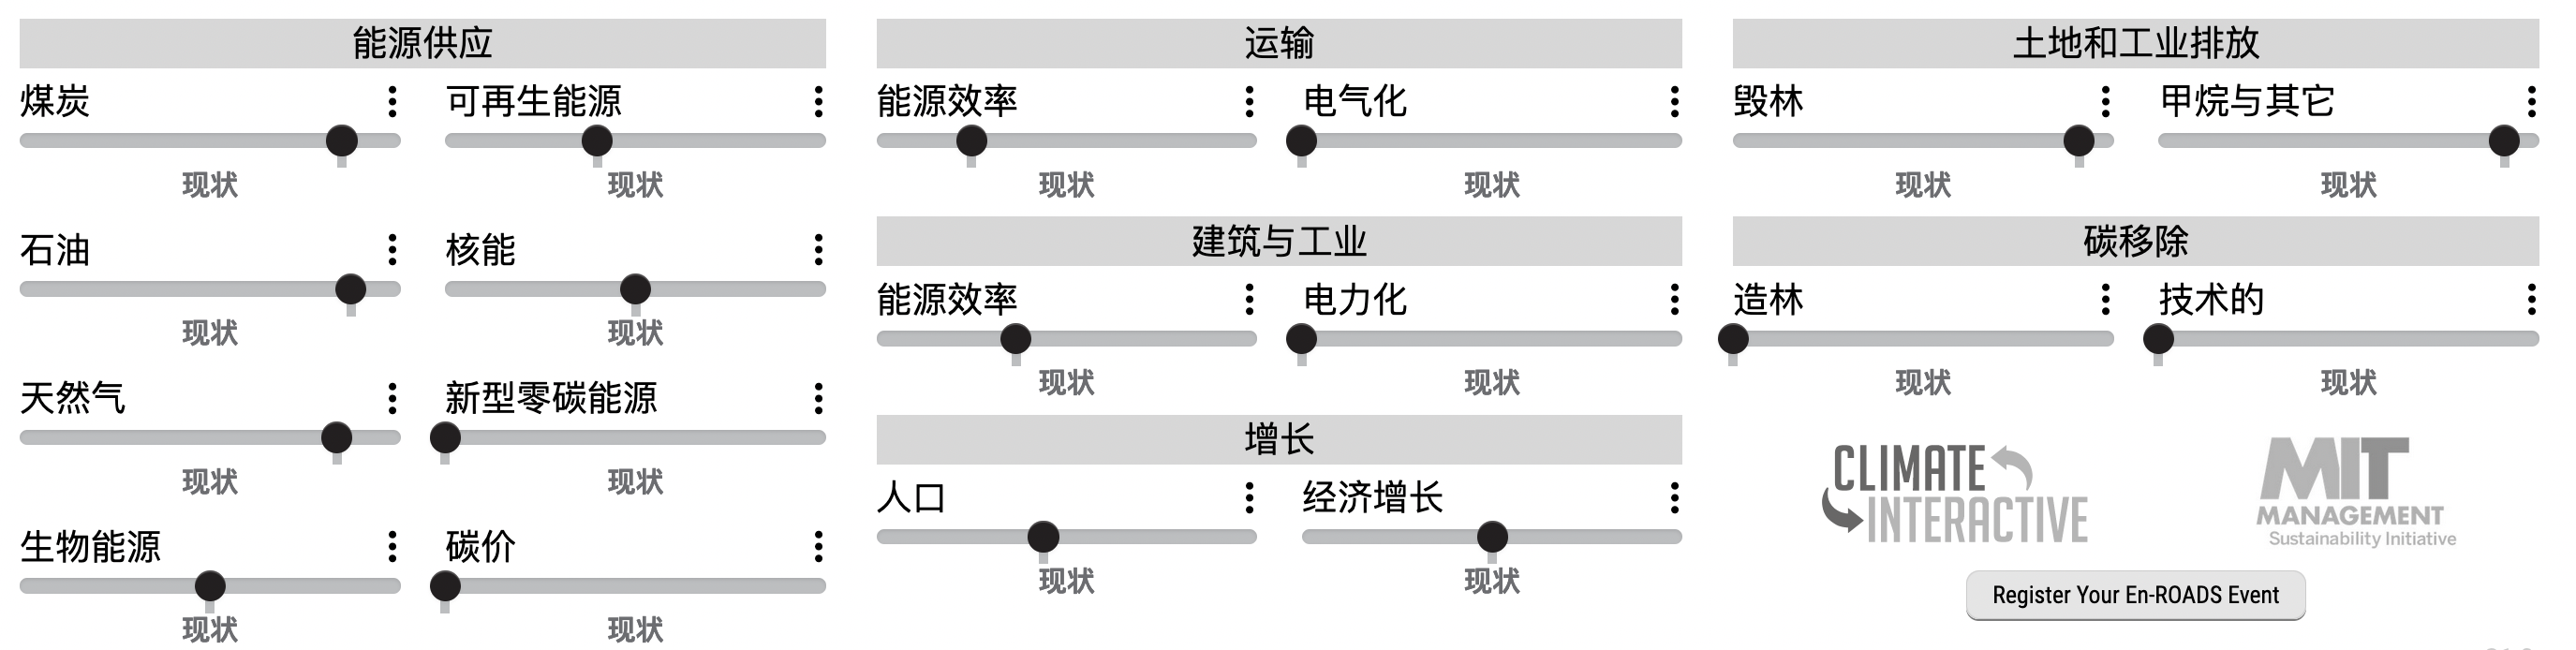 能源供应
煤炭
现状
可再生能源
现状
石油
现状
核能
现状
天然气
现状
新型零碳能源
现状
生物能源
现状
碳价
现状
运输
能源效率
现状
电气化
现状
建筑与工业
能源效率
现状
电力化
现状
增长
人口
现状
经济增长
现状
土地和工业排放
毁林
现状
甲烷与其它
现状
碳移除
造林
现状
技术的
现状
CLIMATE
INTERACTIVE
MIT
MANAGEMENT
Sustainability Initiative
Register Your En-ROADS Event